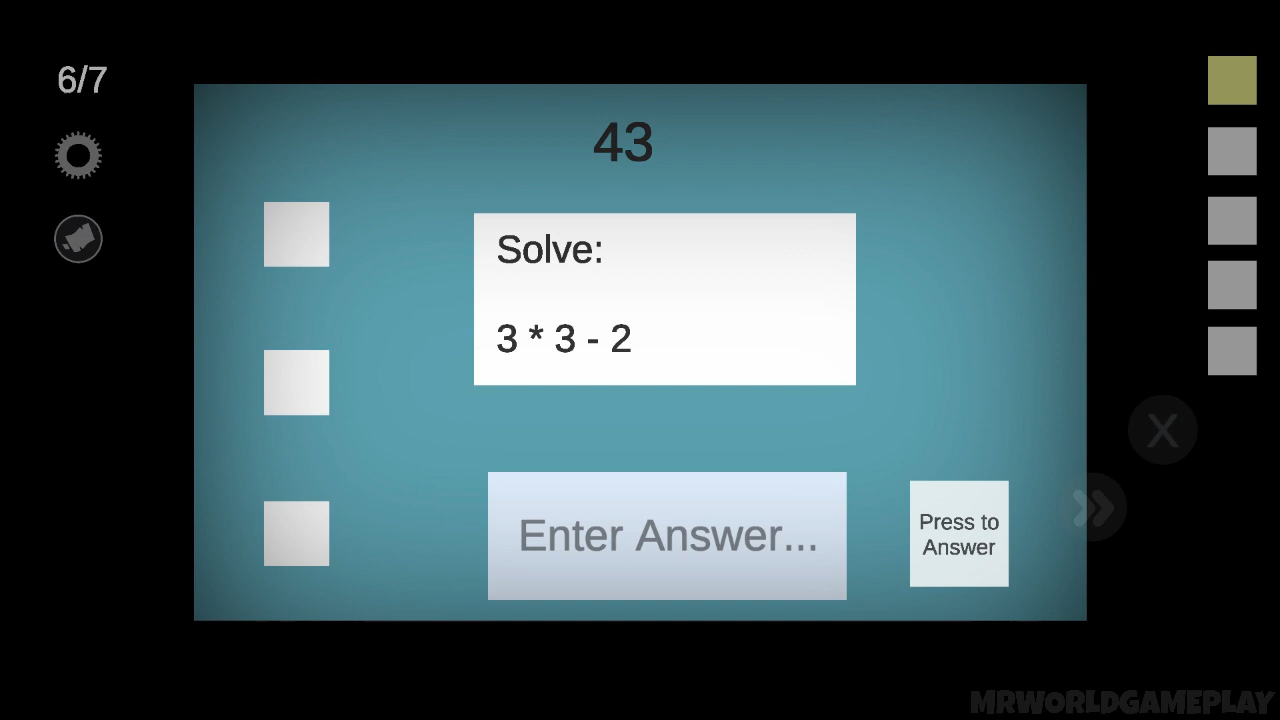 6/7
43
Solve:
3 * 3 - 2
Enter Answer...
Press to
Answer
X
MRWORLDGAMEPLAY